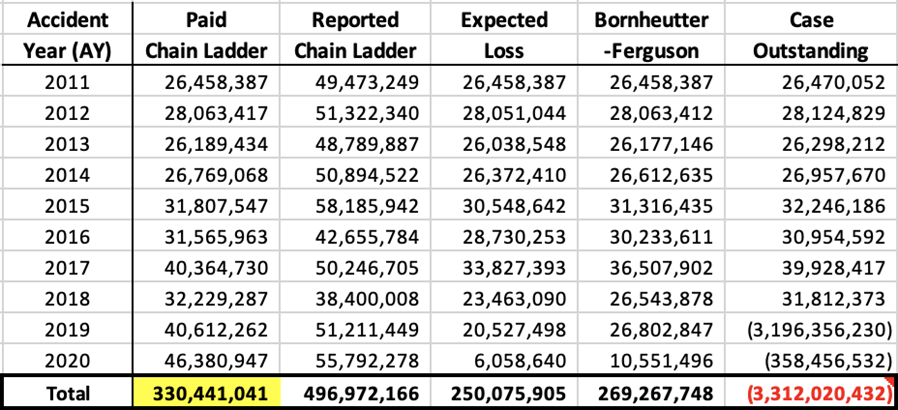 Accident Paid Reported Expected Bornheutter Case
Year (AY) Chain Ladder Chain Ladder Loss -Ferguson Outstanding
2011 26,458,387 49,473,249 26,458,387 26,458,387 26,470,052
2012 28,063,417 51,322,340 28,051,044 28,063,412 28,124,829
2013 26,189,434 48,789,887 26,038,548 26,177,146 26,298,212
2014 26,769,068 50,894,522 26,372,410 26,612,635 26,957,670
2015 31,807,547 58,185,942 30,548,642 31,316,435 32,246,186
2016 31,565,963 42,655,784 28,730,253 30,233,611 30,954,592
2017 40,364,730 50,246,705 33,827,393 36,507,902 39,928,417
2018 32,229,287 38,400,008 23,463,090 26,543,878 31,812,373
2019 40,612,262 51,211,449 20,527,498 26,802,847 (3,196,356,230)
2020 46,380,947 55,792,278 6,058,640 10,551,496 (358,456,532)
Total 330,441,041 496,972,166 250,075,905 269,267,748 (3,312,020,432)